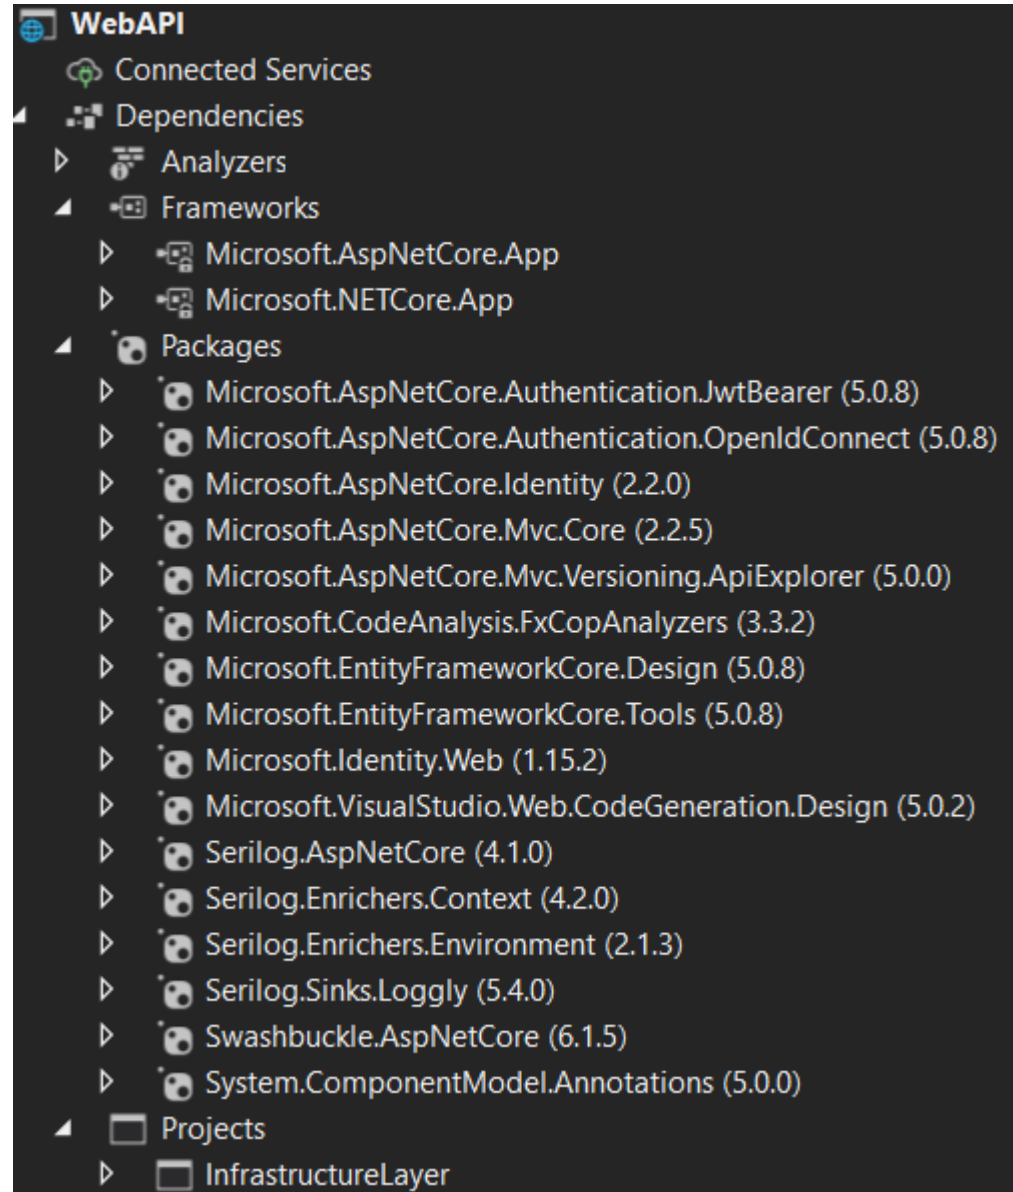 WebAPI
Connected Services
Dependencies
Analyzers
Frameworks
Microsoft.AspNetCore.App
Microsoft.NETCore.App
Packages
Microsoft.AspNetCore.Authentication.JwtBearer (5.0.8)
Microsoft.AspNetCore.Authentication.OpenIdConnect (5.0.8)
Microsoft.AspNetCore.Identity (2.2.0)
Microsoft.AspNetCore.Mvc.Core (2.2.5)
Microsoft.AspNetCore.Mvc.Versioning.ApiExplorer (5.0.0)
Microsoft.CodeAnalysis.FxCopAnalyzers (3.3.2)
Microsoft.EntityFrameworkCore.Design (5.0.8)
Microsoft.EntityFrameworkCore.Tools (5.0.8)
Microsoft.Identity.Web (1.15.2)
Microsoft.VisualStudio.Web.CodeGeneration.Design (5.0.2)
Serilog.AspNetCore (4.1.0)
Serilog.Enrichers.Context (4.2.0)
Serilog.Enrichers.Environment (2.1.3)
Serilog.Sinks.Loggly (5.4.0)
Swashbuckle.AspNetCore (6.1.5)
System.ComponentModel.Annotations (5.0.0)
Projects
InfrastructureLayer